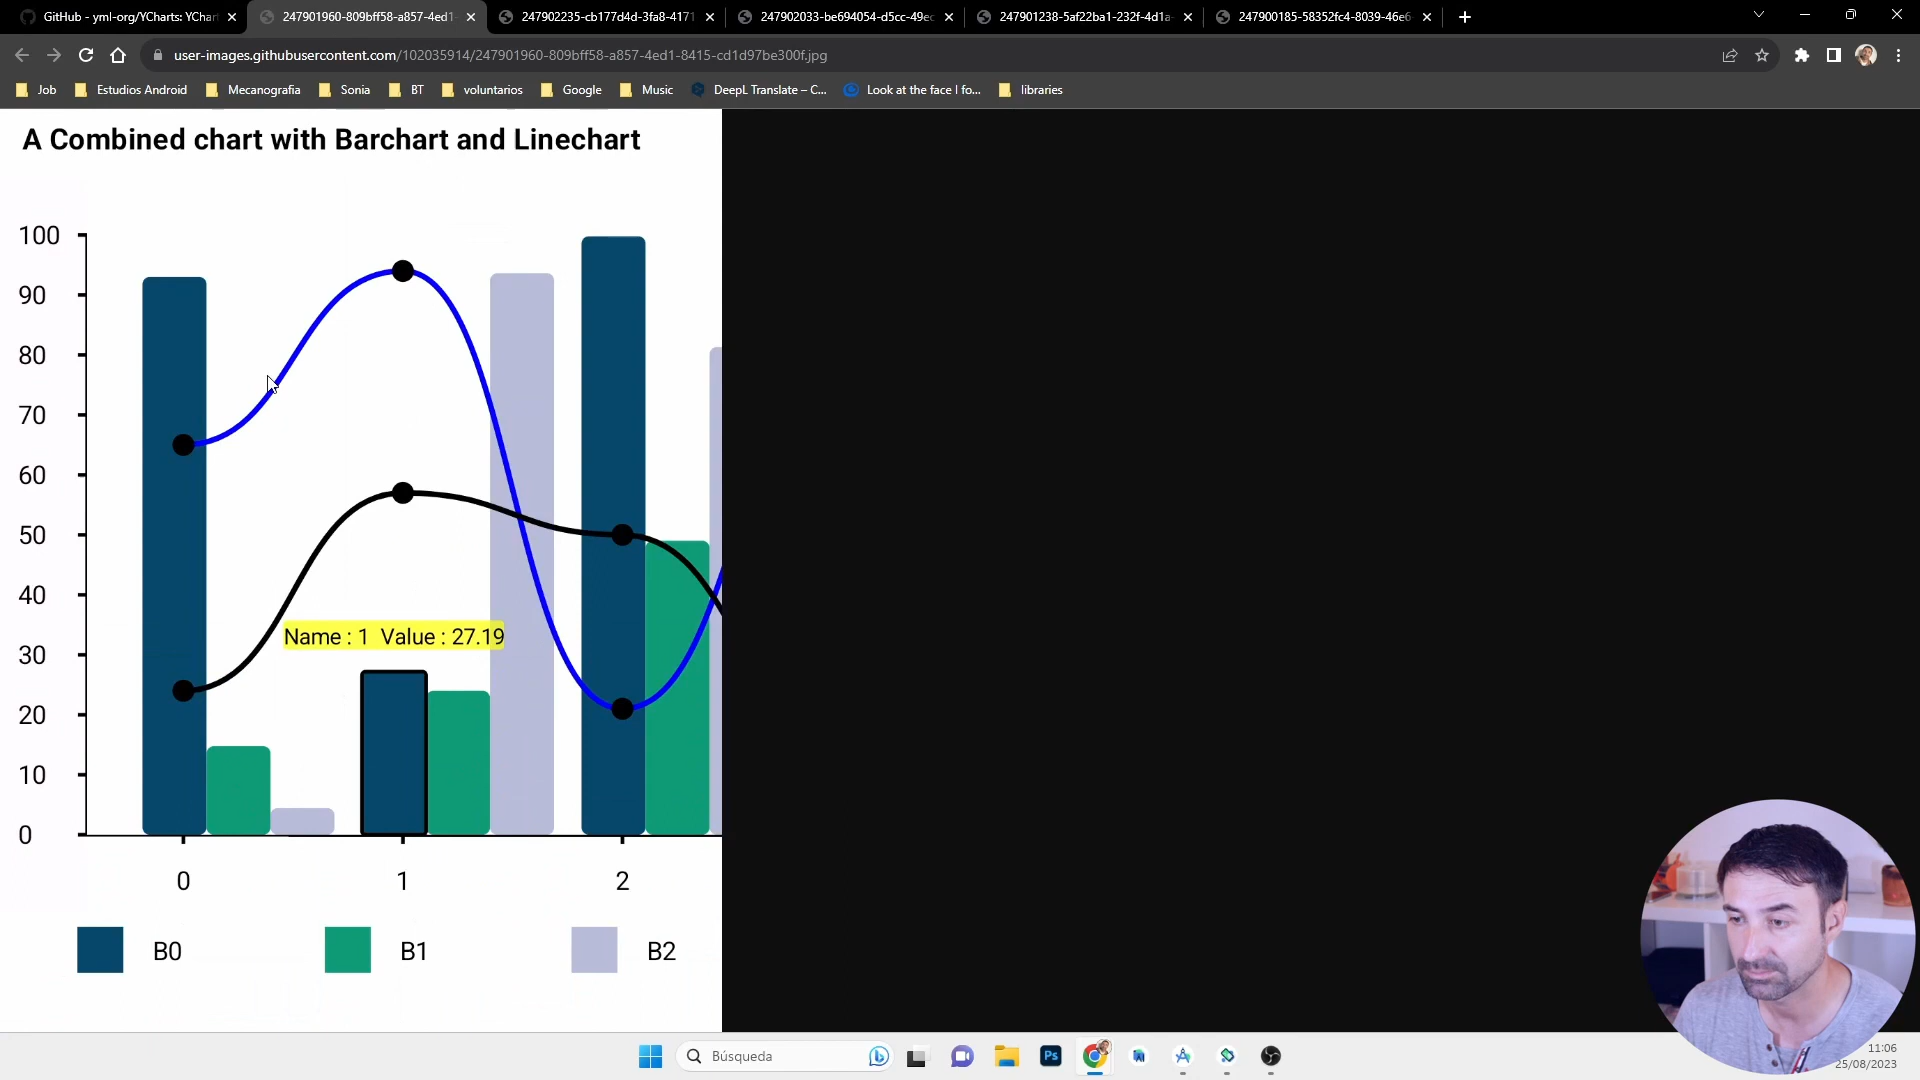 GitHub - yml-org/YCharts: YChar
247901960-809bff58-a857-4ed1-
247902235-cb177d4d-3fa8-4171
247902033-be694054-d5cc-49ec
247901238-5af22ba1-232f-4d1a-
247900185-58352fc4-8039-46e6
user-images.githubusercontent.com/102035914/247901960-809bff58-a857-4ed1-8415-cd1d97be300f.jpg
Job
Estudios Android
Mecanografia
Sonia
BT
voluntarios
Google
Music
DeepL Translate – C...
Look at the face I fo...
libraries
A Combined chart with Barchart and Linechart
100
90
80
70
60
50
40
Name : 1 Value : 27.19
30
20
10
0
0 1 2
B0 B1 B2
Búsqueda
Ps
11:06
25/08/2023